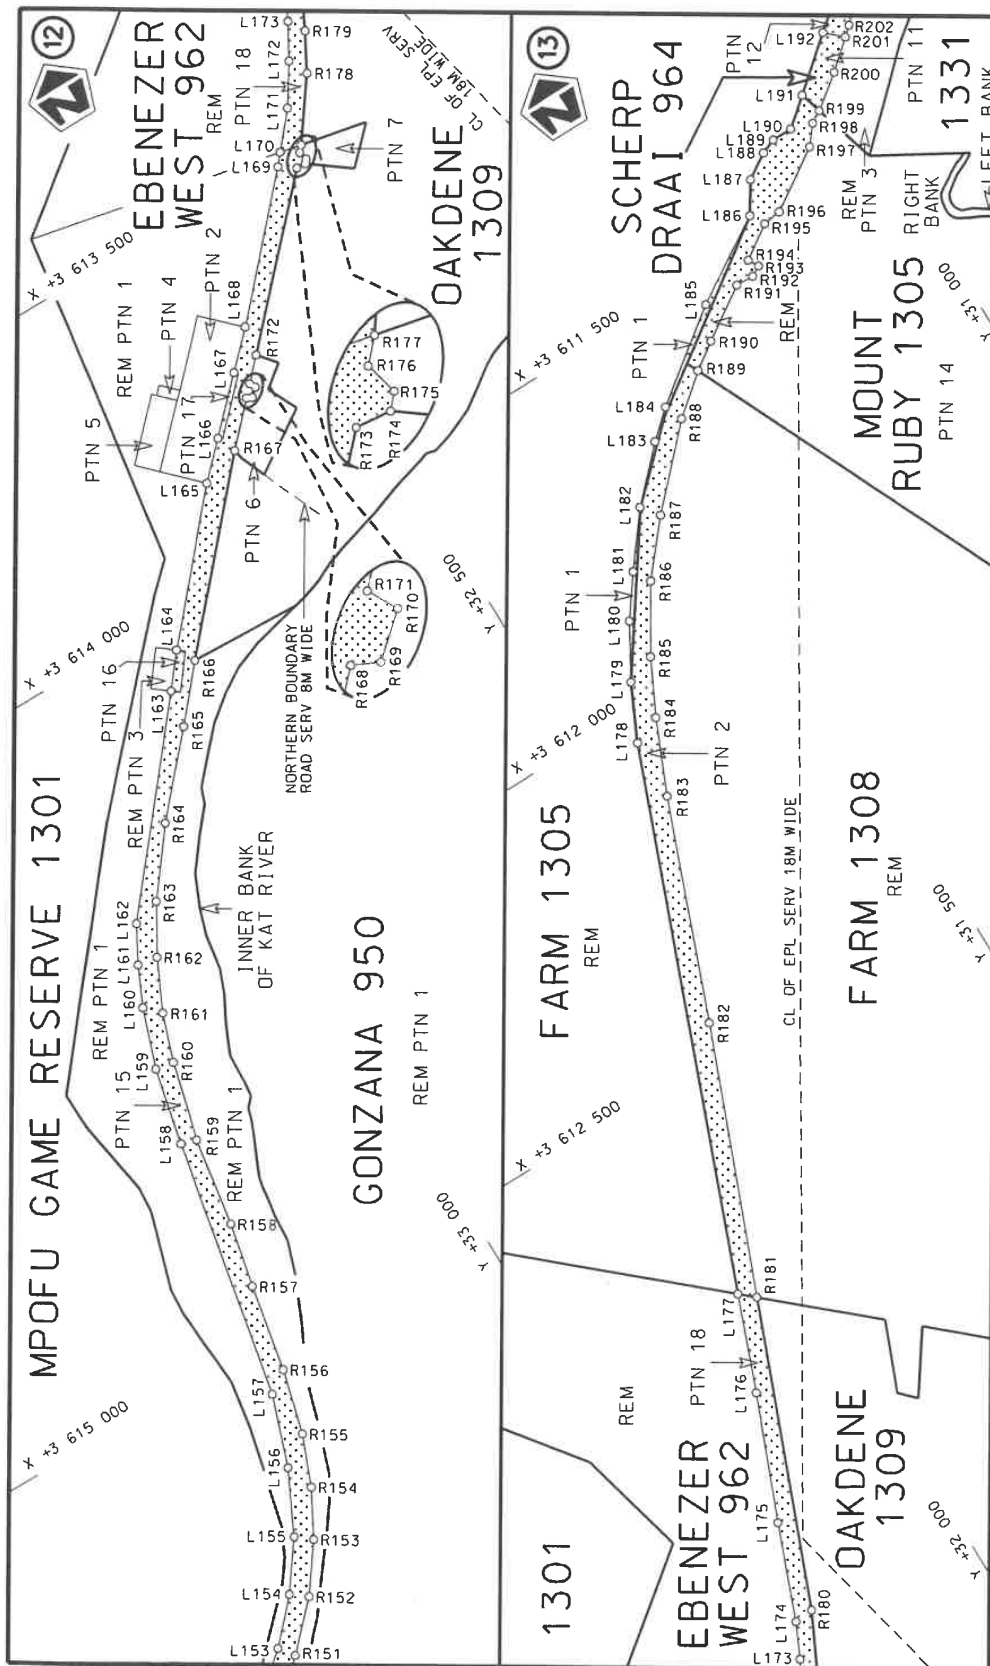 12
MPOFU GAME RESERVE 1301
EBENEZER
WEST 962
PTN 18
REM
OAKDENE
1309
GONZANA 950
REM PTN 1
INNER BANK
OF KAT RIVER
NORTHERN BOUNDARY
ROAD SERV 8M WIDE
CL OF EPL SERV
18M WIDE
X +3 613 500
X +3 614 000
X +3 615 000
Y +32 500
Y +33 000
REM PTN 1
PTN 15
REM PTN 1
REM PTN 3
PTN 16
PTN 5
PTN 17
REM PTN 1
PTN 4
PTN 2
PTN 6
PTN 7
L153
L154
L155
L156
L157
L158
L159
L160
L161
L162
L163
L164
L165
L166
L167
L168
L169
L170
L171
L172
L173
R151
R152
R153
R154
R155
R156
R157
R158
R159
R160
R161
R162
R163
R164
R165
R166
R167
R168
R169
R170
R171
R172
R173
R174
R175
R176
R177
R178
R179
13
1301
EBENEZER
WEST 962
REM
PTN 18
OAKDENE
1309
FARM 1305
REM
FARM 1308
REM
CL OF EPL SERV 18M WIDE
SCHERP
DRAAI 964
MOUNT
RUBY 1305
PTN 14
1131
LEFT BANK
RIGHT
BANK
REM
PTN 3
PTN 11
PTN
12
PTN 1
REM
PTN 1
PTN 2
X +3 611 500
X +3 612 000
X +3 612 500
Y +31 000
Y +31 500
Y +32 000
L173
L174
L175
L176
L177
L178
L179
L180
L181
L182
L183
L184
L185
L186
L187
L188
L189
L190
L191
L192
R180
R181
R182
R183
R184
R185
R186
R187
R188
R189
R190
R191
R192
R193
R194
R195
R196
R197
R198
R199
R200
R201
R202